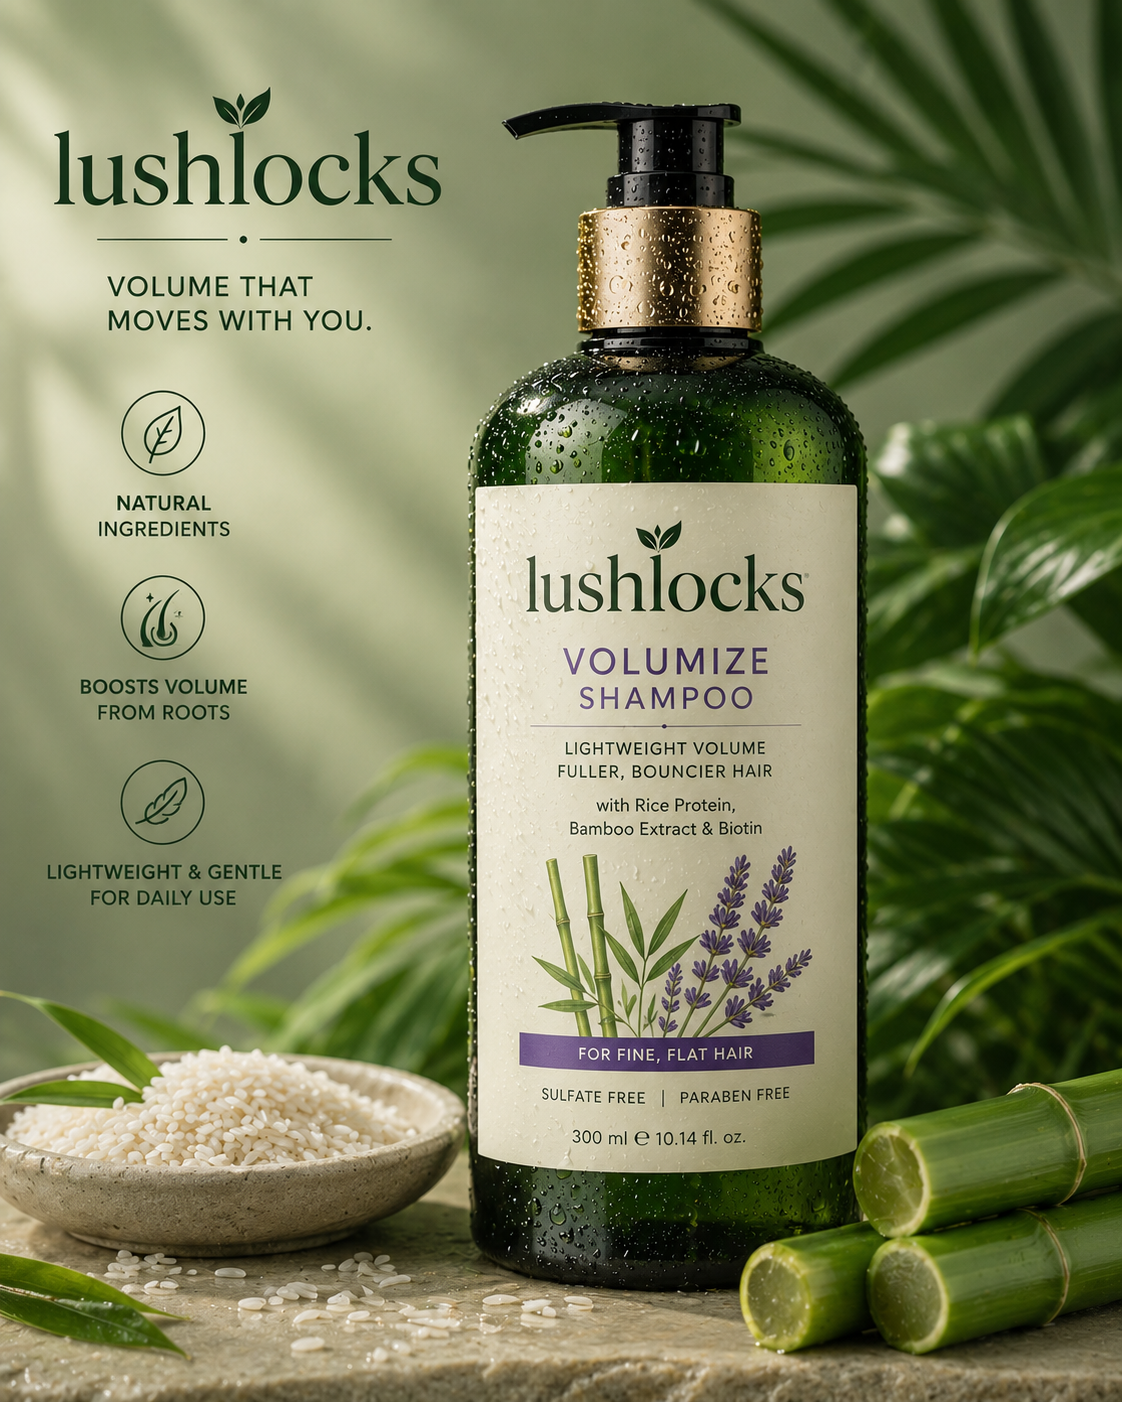 lushlocks
VOLUME THAT
MOVES WITH YOU.
NATURAL
INGREDIENTS
BOOSTS VOLUME
FROM ROOTS
LIGHTWEIGHT & GENTLE
FOR DAILY USE
lushlocks
VOLUMIZE
SHAMPOO
LIGHTWEIGHT VOLUME
FULLER, BOUNCIER HAIR
with Rice Protein,
Bamboo Extract & Biotin
FOR FINE, FLAT HAIR
SULFATE FREE | PARABEN FREE
300 ml ℮ 10.14 fl. oz.